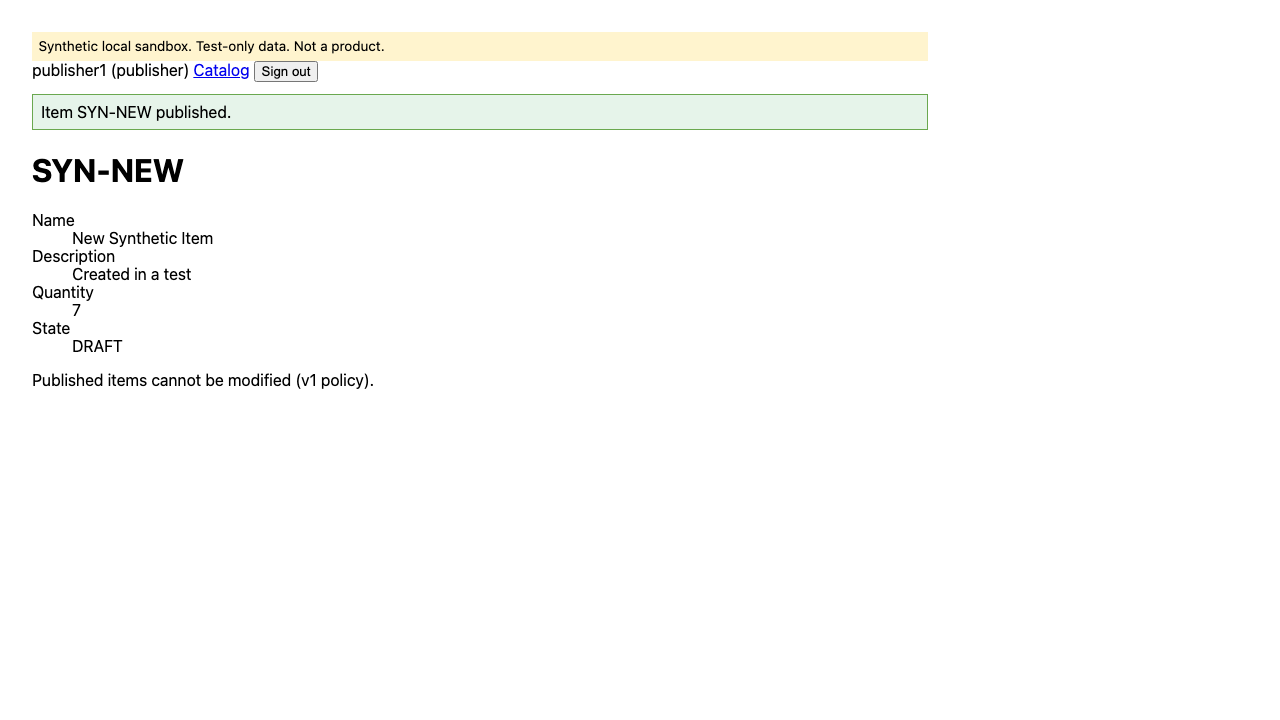 Synthetic local sandbox. Test-only data. Not a product.
publisher1 (publisher) Catalog Sign out
Item SYN-NEW published.
SYN-NEW
Name
New Synthetic Item
Description
Created in a test
Quantity
7
State
DRAFT
Published items cannot be modified (v1 policy).